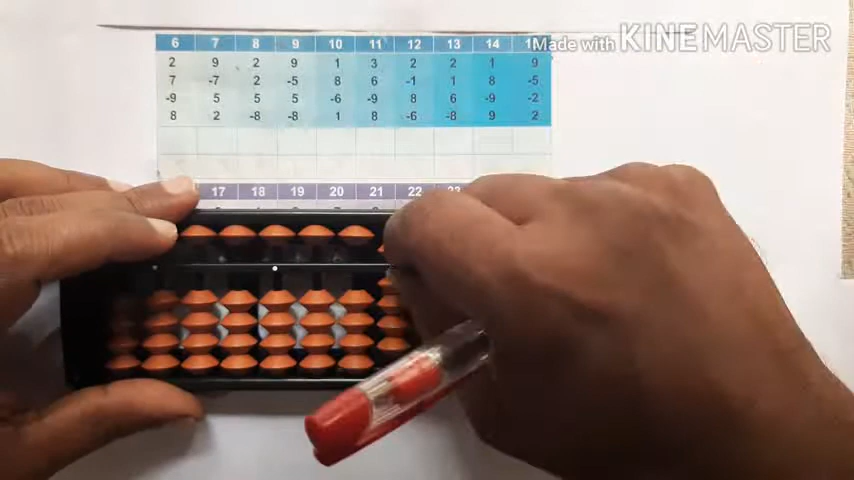 Made with KINEMASTER
6 7 8 9 10 11 12 13 14
2 9 2 9 1 3 2 2 1 9
7 -7 2 -5 8 6 -1 1 8 -5
-9 5 5 5 -6 -9 8 6 -9 -2
8 2 -8 -8 1 8 -6 -8 9 2
17 18 19 20 21 22 23